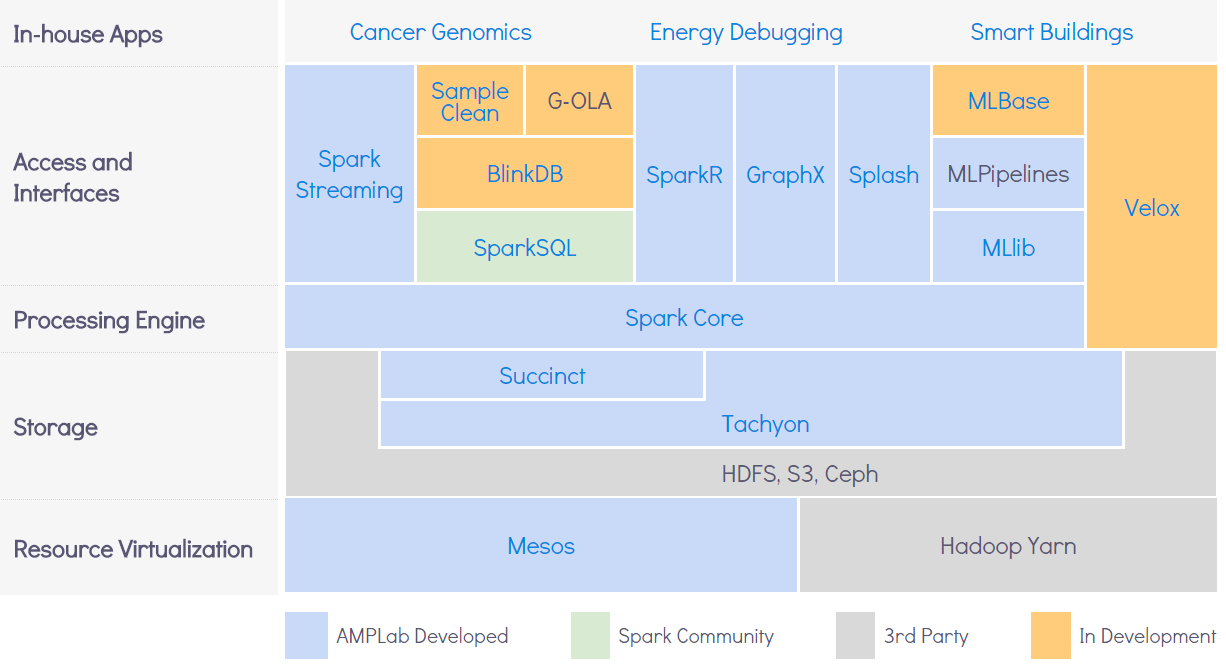 In-house Apps
Cancer Genomics
Energy Debugging
Smart Buildings
Access and
Interfaces
Spark
Streaming
Sample
Clean
G-OLA
BlinkDB
SparkSQL
SparkR
GraphX
Splash
MLBase
MLPipelines
MLlib
Velox
Processing Engine
Spark Core
Storage
Succinct
Tachyon
HDFS, S3, Ceph
Resource Virtualization
Mesos
Hadoop Yarn
AMPLab Developed
Spark Community
3rd Party
In Development